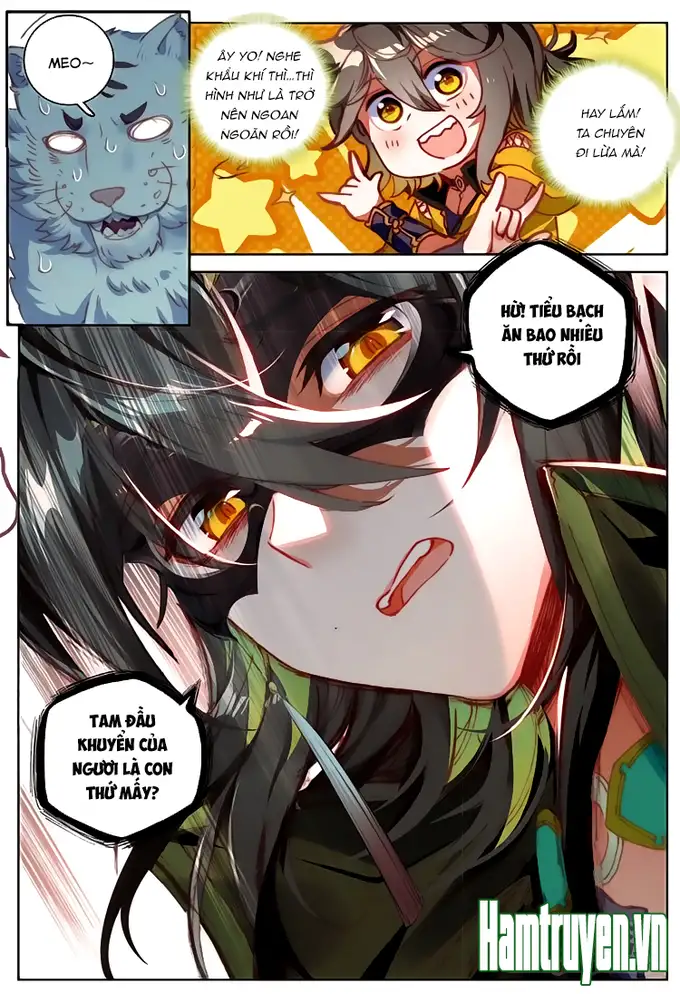 MEO~
ÂY YO! NGHE
KHẨU KHÍ THÌ...THÌ
HÌNH NHƯ LÀ TRỞ
NÊN NGOAN
NGOÃN RỒI!
HAY LẮM!
TA CHUYÊN
ĐI LỪA MÀ!
HỪ! TIỂU BẠCH
ĂN BAO NHIÊU
THỨ RỒI
TAM ĐẦU
KHUYỂN CỦA
NGƯƠI LÀ CON
THỨ MẤY?
Hamtruyen.vn